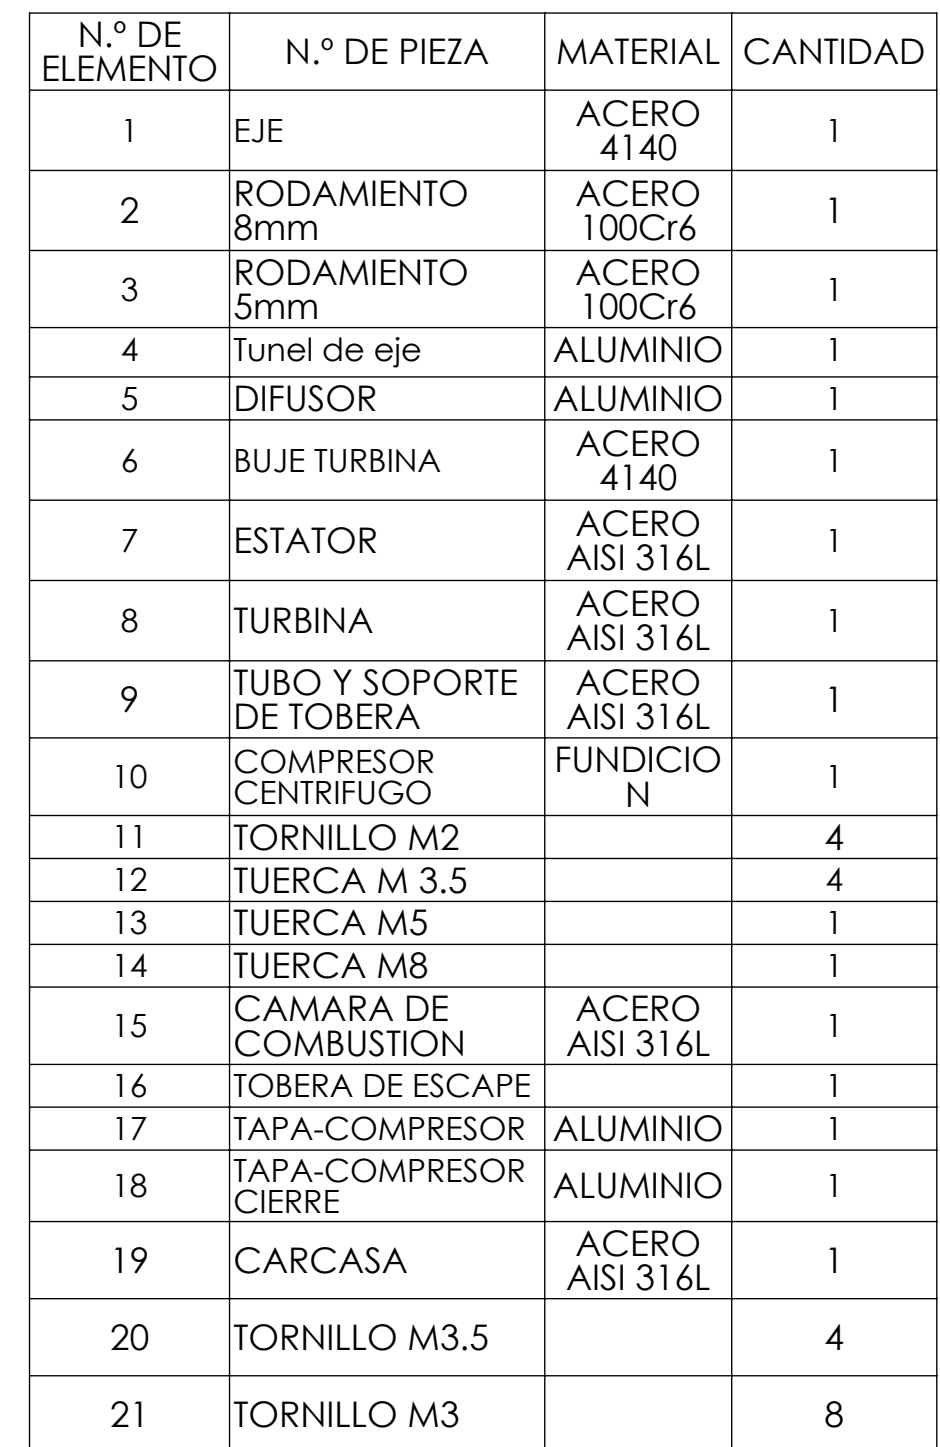 N.º DE ELEMENTO N.º DE PIEZA MATERIAL CANTIDAD
1 EJE ACERO 4140 1
2 RODAMIENTO 8mm ACERO 100Cr6 1
3 RODAMIENTO 5mm ACERO 100Cr6 1
4 Tunel de eje ALUMINIO 1
5 DIFUSOR ALUMINIO 1
6 BUJE TURBINA ACERO 4140 1
7 ESTATOR ACERO AISI 316L 1
8 TURBINA ACERO AISI 316L 1
9 TUBO Y SOPORTE DE TOBERA ACERO AISI 316L 1
10 COMPRESOR CENTRIFUGO FUNDICION 1
11 TORNILLO M2 4
12 TUERCA M 3.5 4
13 TUERCA M5 1
14 TUERCA M8 1
15 CAMARA DE COMBUSTION ACERO AISI 316L 1
16 TOBERA DE ESCAPE 1
17 TAPA-COMPRESOR ALUMINIO 1
18 TAPA-COMPRESOR CIERRE ALUMINIO 1
19 CARCASA ACERO AISI 316L 1
20 TORNILLO M3.5 4
21 TORNILLO M3 8